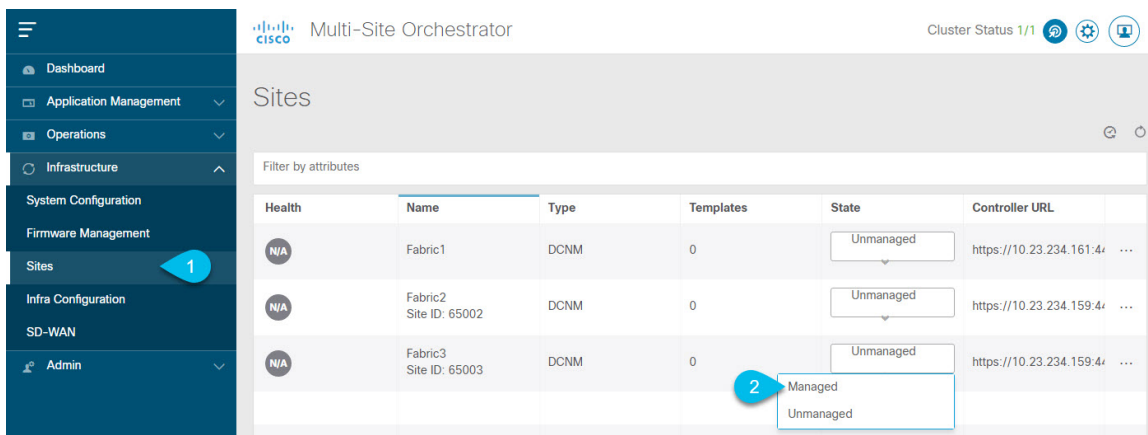 CISCO Multi-Site Orchestrator Cluster Status 1/1
Dashboard
Application Management
Operations
Infrastructure
System Configuration
Firmware Management
Sites 1
Infra Configuration
SD-WAN
Admin
Sites
Filter by attributes
Health Name Type Templates State Controller URL
N/A Fabric1 DCNM 0 Unmanaged https://10.23.234.161:44 ...
N/A Fabric2 DCNM 0 Unmanaged https://10.23.234.159:44 ...
Site ID: 65002
N/A Fabric3 DCNM 0 Unmanaged https://10.23.234.159:44 ...
Site ID: 65003
2 Managed
Unmanaged